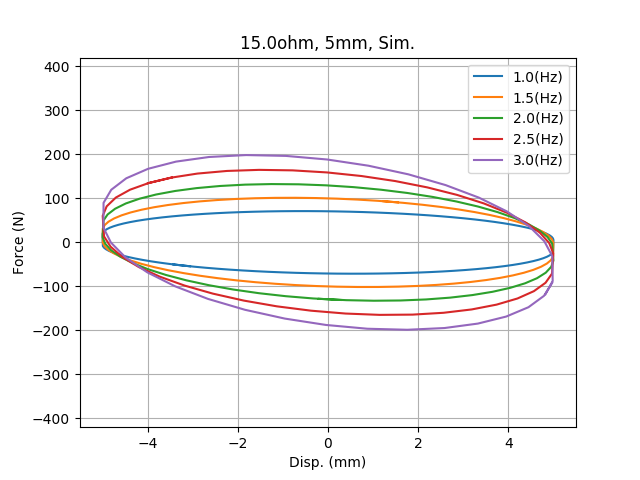 15.0ohm, 5mm, Sim.
400
300
200
100
0
−100
−200
−300
−400
Force (N)
−4
−2
0
2
4
Disp. (mm)
1.0(Hz)
1.5(Hz)
2.0(Hz)
2.5(Hz)
3.0(Hz)